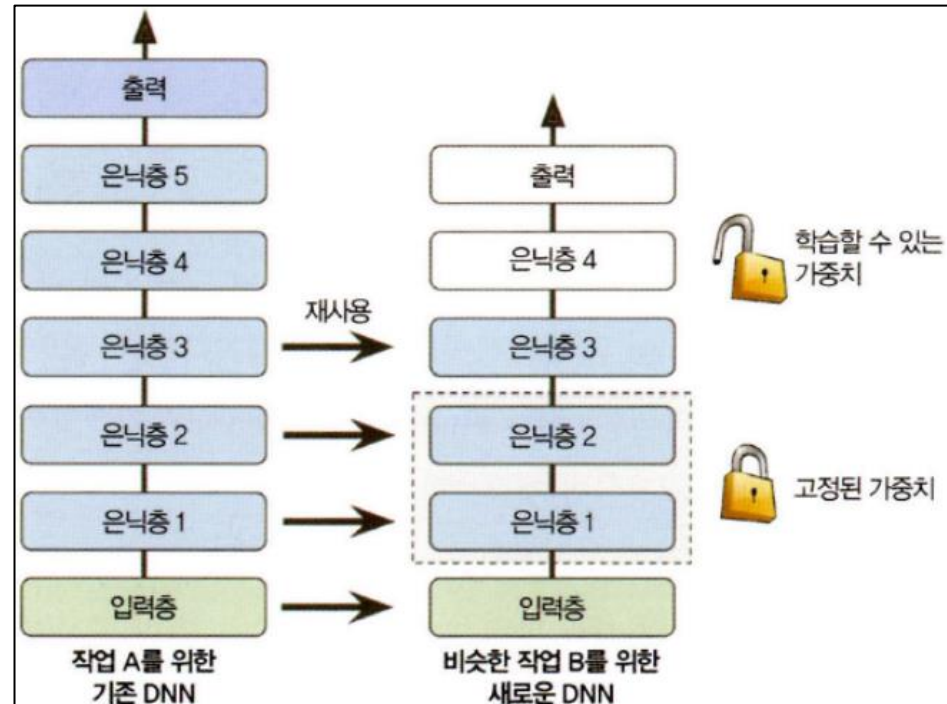 출력
은닉층 5
은닉층 4
은닉층 3
은닉층 2
은닉층 1
입력층
작업 A를 위한
기존 DNN
재사용
출력
은닉층 4
은닉층 3
은닉층 2
은닉층 1
입력층
비슷한 작업 B를 위한
새로운 DNN
학습할 수 있는
가중치
고정된 가중치